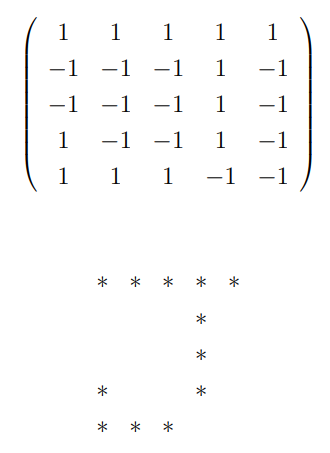 1 1 1 1 1
−1 −1 −1 1 −1
−1 −1 −1 1 −1
1 −1 −1 1 −1
1 1 1 −1 −1
* * * * *
*
*
* *
* * *